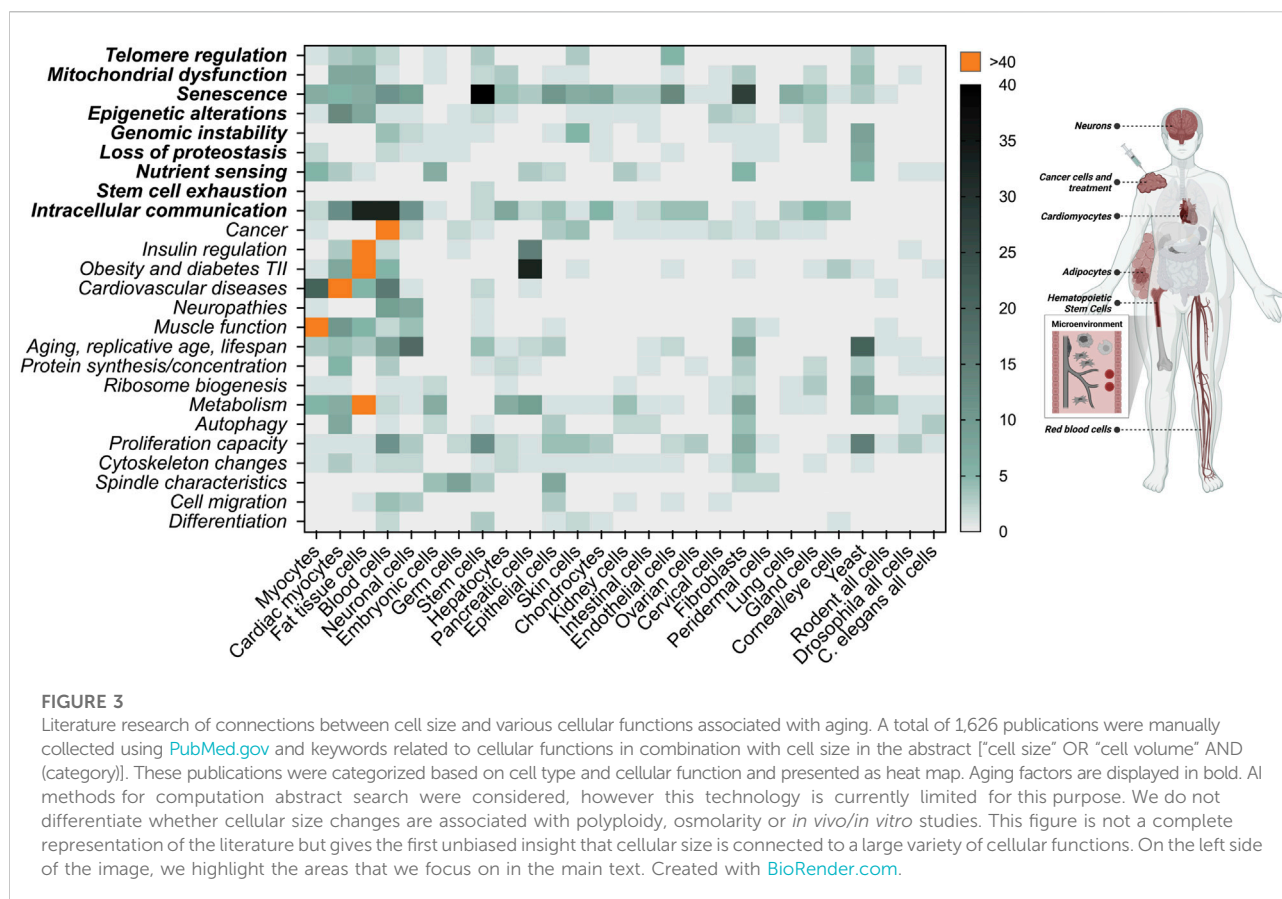 Telomere regulation
Mitochondrial dysfunction
Senescence
Epigenetic alterations
Genomic instability
Loss of proteostasis
Nutrient sensing
Stem cell exhaustion
Intracellular communication
Cancer
Insulin regulation
Obesity and diabetes TII
Cardiovascular diseases
Neuropathies
Muscle function
Aging, replicative age, lifespan
Protein synthesis/concentration
Ribosome biogenesis
Metabolism
Autophagy
Proliferation capacity
Cytoskeleton changes
Spindle characteristics
Cell migration
Differentiation
Myocytes
Cardiac myocytes
Fat tissue cells
Blood cells
Neuronal cells
Embryonic cells
Germ cells
Stem cells
Hepatocytes
Pancreatic cells
Epithelial cells
Skin cells
Chondrocytes
Kidney cells
Intestinal cells
Endothelial cells
Ovarian cells
Cervical cells
Fibroblasts
Peridermal cells
Lung cells
Gland cells
Corneal/eye cells
Yeast
Rodent all cells
Drosophila all cells
C. elegans all cells
>40
40
35
30
25
20
15
10
5
0
Neurons
Cancer cells and
treatment
Cardiomyocytes
Adipocytes
Hematopoietic
Stem Cells
Microenvironment
Red blood cells
FIGURE 3
Literature research of connections between cell size and various cellular functions associated with aging. A total of 1,626 publications were manually
collected using PubMed.gov and keywords related to cellular functions in combination with cell size in the abstract ["cell size" OR "cell volume" AND
(category)]. These publications were categorized based on cell type and cellular function and presented as heat map. Aging factors are displayed in bold. AI
methods for computation abstract search were considered, however this technology is currently limited for this purpose. We do not
differentiate whether cellular size changes are associated with polyploidy, osmolarity or in vivo/in vitro studies. This figure is not a complete
representation of the literature but gives the first unbiased insight that cellular size is connected to a large variety of cellular functions. On the left side
of the image, we highlight the areas that we focus on in the main text. Created with BioRender.com.